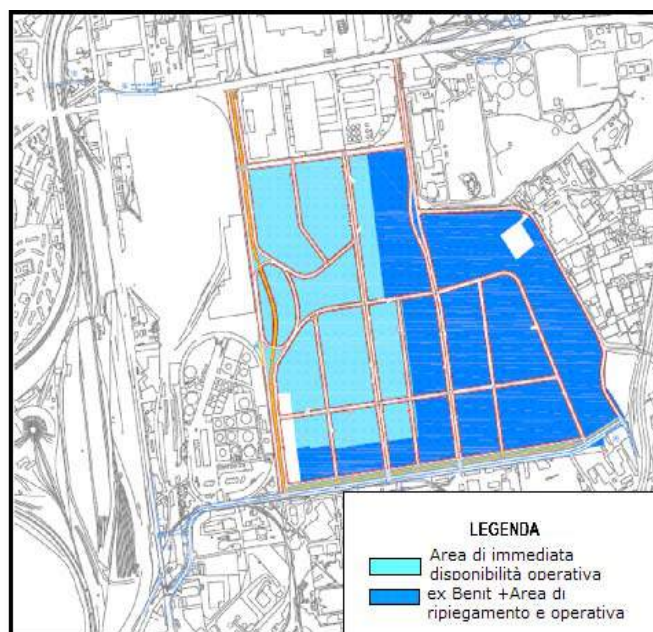 LEGENDA
Area di immediata
disponibilità operativa
ex Benit +Area di
ripiegamento e operativa